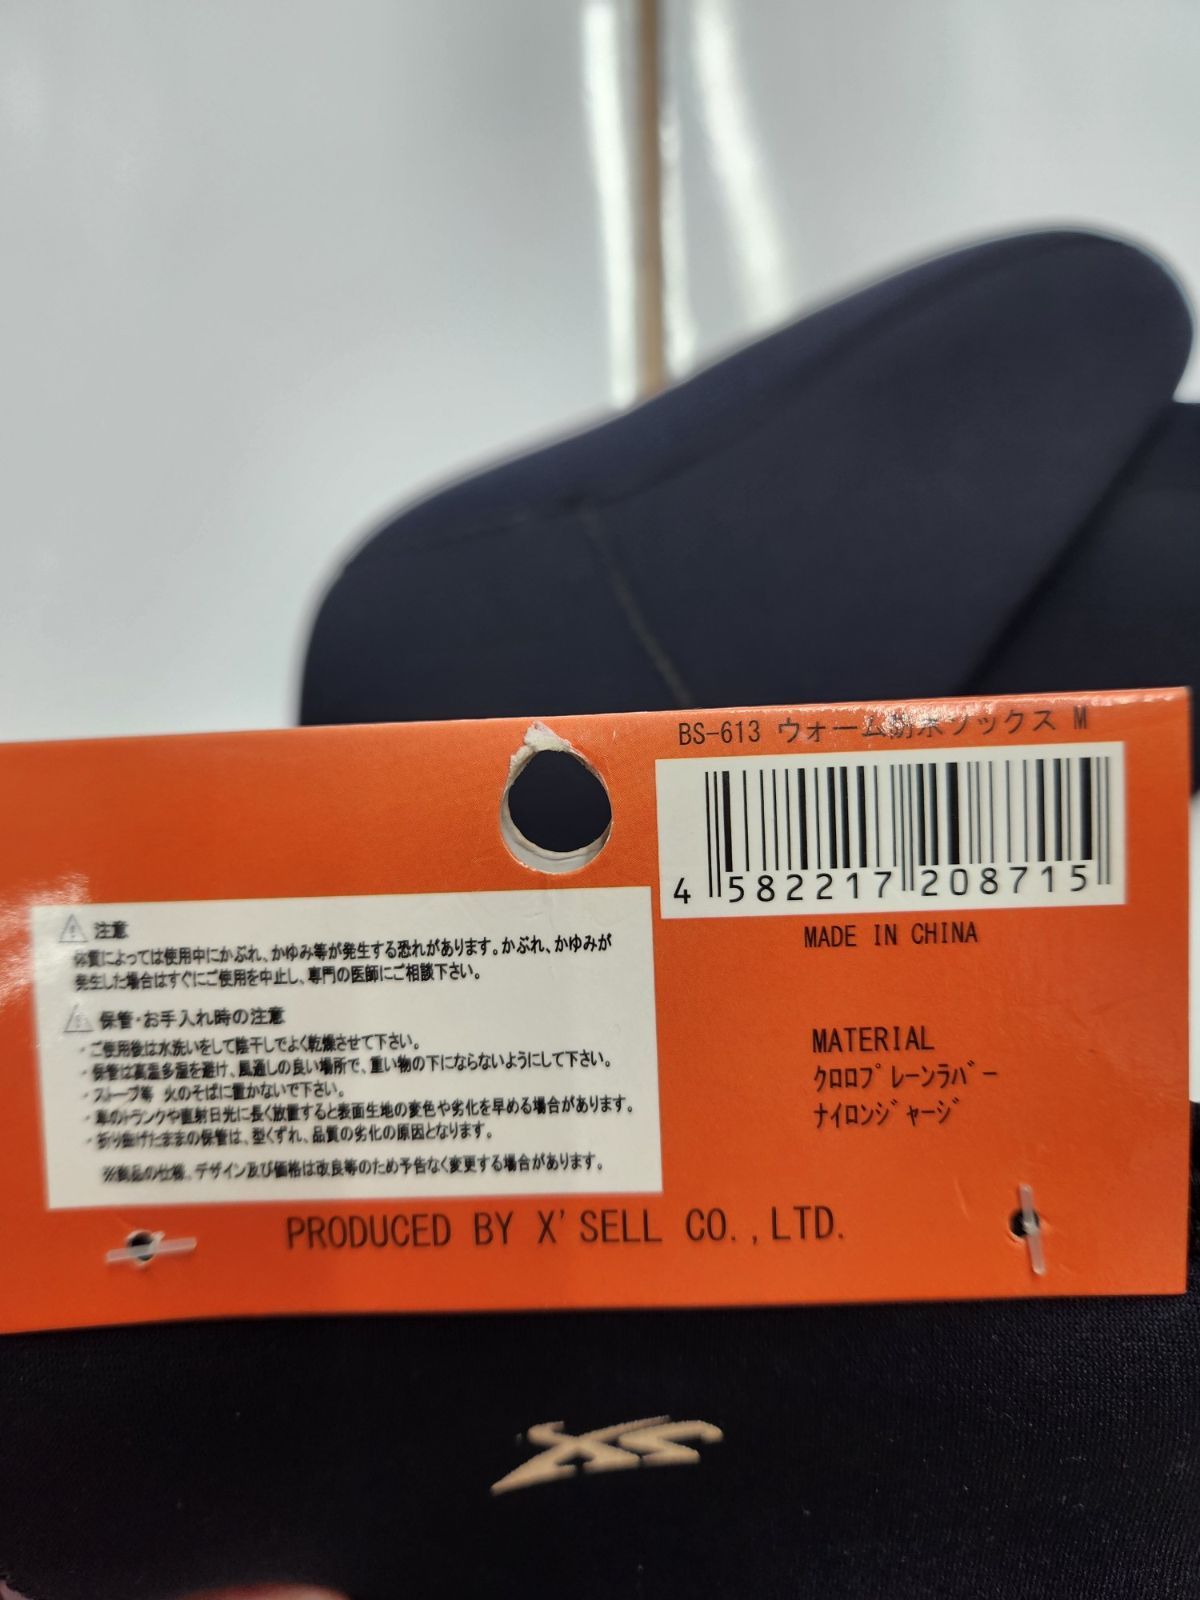 BS-613 ウォーム防水ソックス M
4 582217 208715
MADE IN CHINA
MATERIAL
クロロプレーンラバー
ナイロンジャージ
注意
体質によっては使用中にかぶれ、かゆみ等が発生する恐れがあります。かぶれ、かゆみが
発生した場合はすぐにご使用を中止し、専門の医師にご相談下さい。
保管・お手入れ時の注意
・ご使用後は水洗いをして陰干しでよく乾燥させて下さい。
・保管は高温多湿を避け、風通しの良い場所で、重い物の下にならないようにして下さい。
・ストーブ等 火のそばに置かないで下さい。
・車のトランクや直射日光に長く放置すると表面生地の変色や劣化を早める場合があります。
・折り曲げたままの保管は、型くずれ、品質の劣化の原因となります。
※商品の仕様、デザイン及び価格は改良等のため予告なく変更する場合があります。
PRODUCED BY X'SELL CO.,LTD.
XS